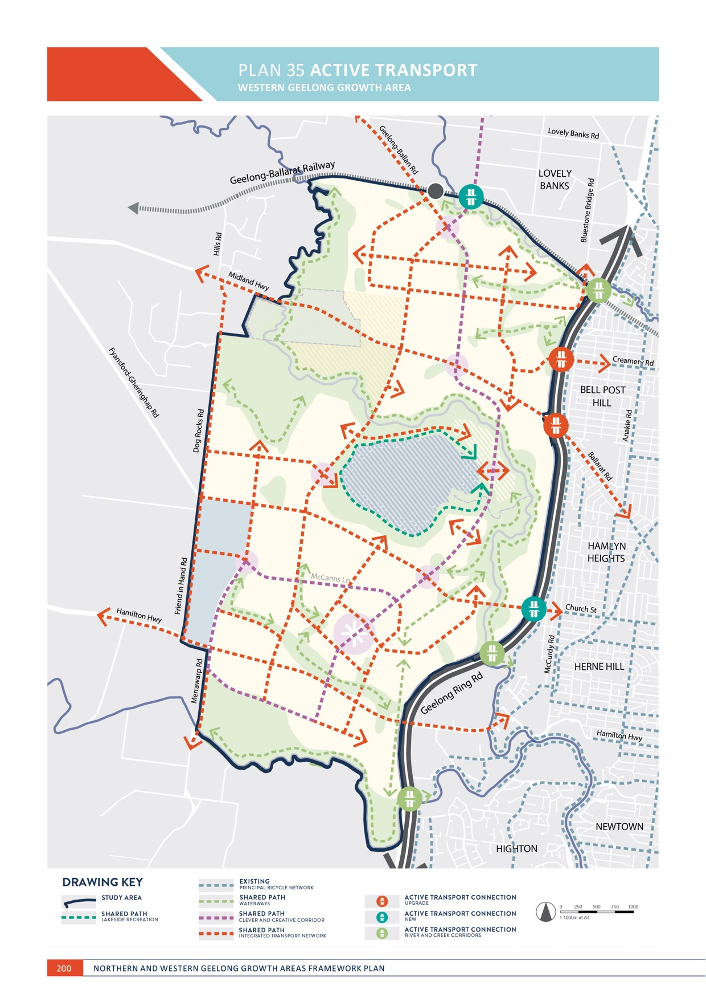 PLAN 35 ACTIVE TRANSPORT
WESTERN GEELONG GROWTH AREA
Geelong-Ballan Rd
Lovely Banks Rd
Geelong-Ballarat Railway
LOVELY
BANKS
Bluestone Bridge Rd
Hills Rd
Midland Hwy
Fyansford-Gheringhap Rd
Creamery Rd
BELL POST
HILL
Dog Rocks Rd
Anakie Rd
Ballarat Rd
HAMLYN
HEIGHTS
McCanns Ln
Friend in Hand Rd
Hamilton Hwy
Church St
McCurdy Rd
HERNE HILL
Merrawarp Rd
Geelong Ring Rd
Hamilton Hwy
NEWTOWN
HIGHTON
DRAWING KEY
STUDY AREA
SHARED PATH
LAKESIDE RECREATION
EXISTING
PRINCIPAL BICYCLE NETWORK
SHARED PATH
WATERWAYS
SHARED PATH
CLEVER AND CREATIVE CORRIDOR
SHARED PATH
INTEGRATED TRANSPORT NETWORK
ACTIVE TRANSPORT CONNECTION
UPGRADE
ACTIVE TRANSPORT CONNECTION
NEW
ACTIVE TRANSPORT CONNECTION
RIVER AND CREEK CORRIDORS
0 250 500 750 1000
1:1000m at A4
200 NORTHERN AND WESTERN GEELONG GROWTH AREAS FRAMEWORK PLAN